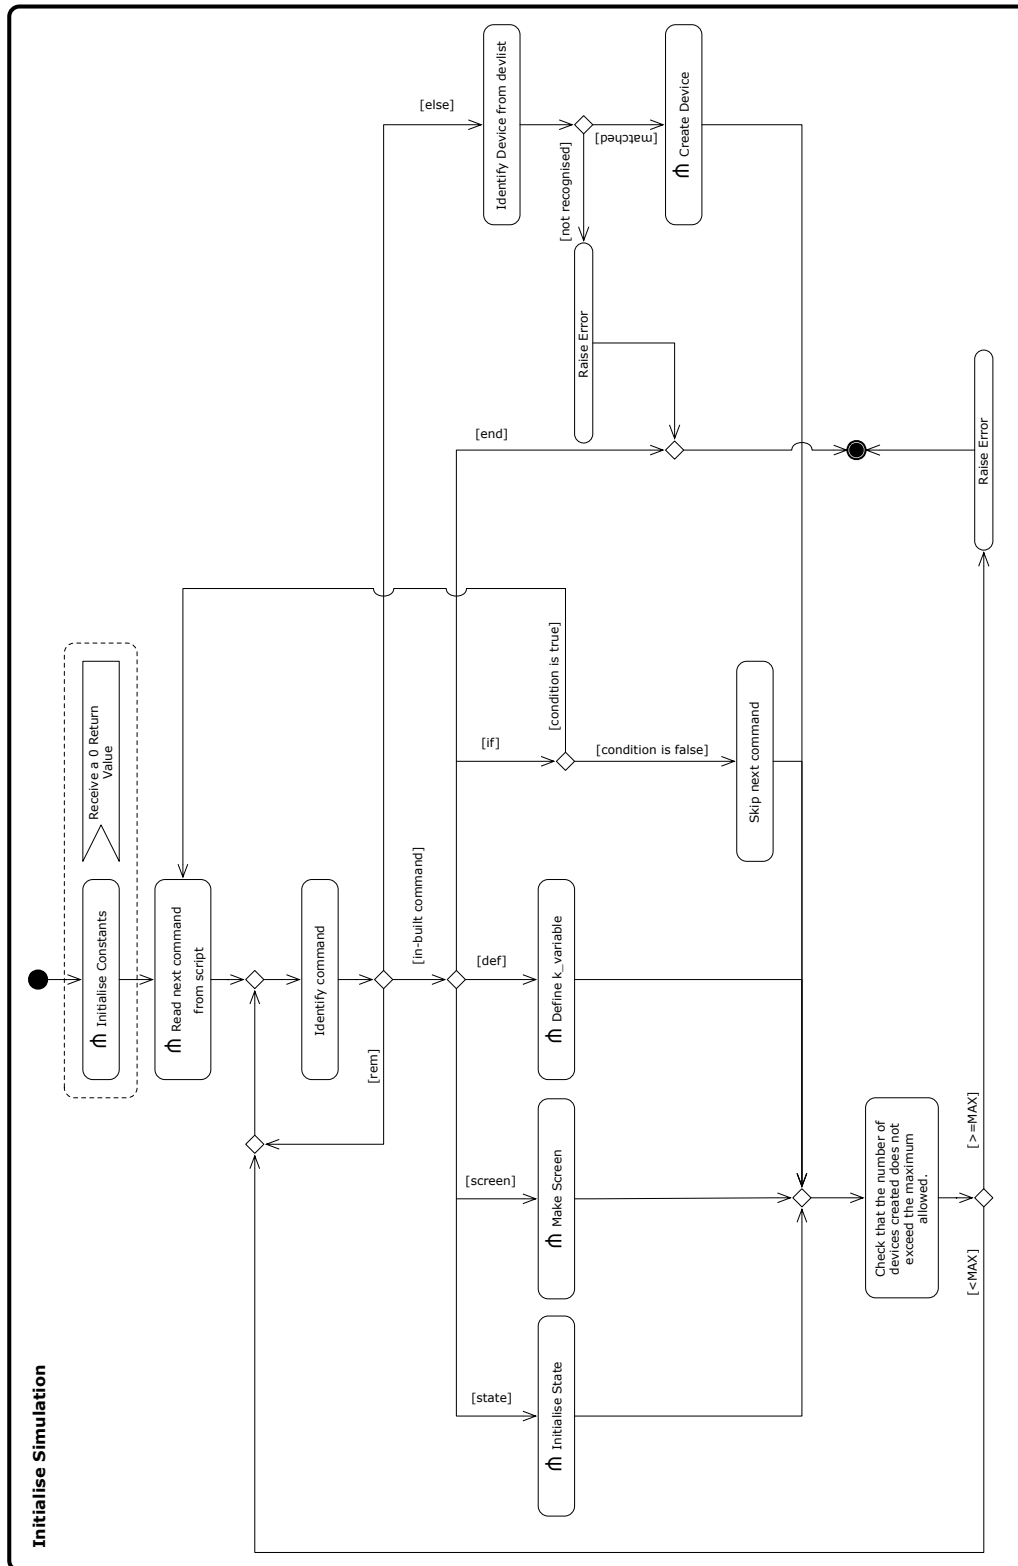 Initialise Simulation
Receive a 0 Return
Value
Initialise Constants
Read next command
from script
Identify command
[rem]
[in-built command]
[else]
[state]
[screen]
[def]
[if]
[end]
Identify Device from devlist
[not recognised]
[matched]
Raise Error
Create Device
Initialise State
Make Screen
Define k_variable
[condition is true]
[condition is false]
Skip next command
Check that the number of
devices created does not
exceed the maximum
allowed.
[<MAX]
[>=MAX]
Raise Error